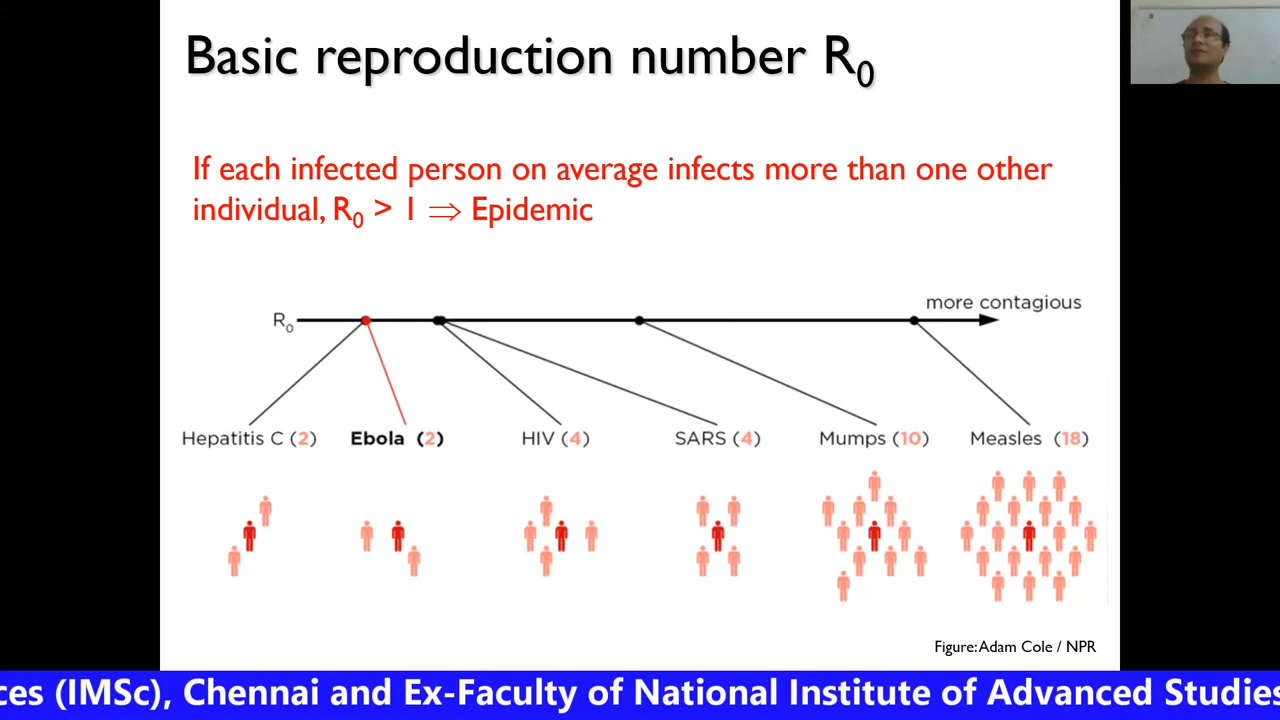 Basic reproduction number R₀
If each infected person on average infects more than one other
individual, R₀ > 1 ⇒ Epidemic
more contagious
R₀
Hepatitis C (2) Ebola (2) HIV (4) SARS (4) Mumps (10) Measles (18)
Figure: Adam Cole / NPR
ces (IMSc), Chennai and Ex-Faculty of National Institute of Advanced Studies